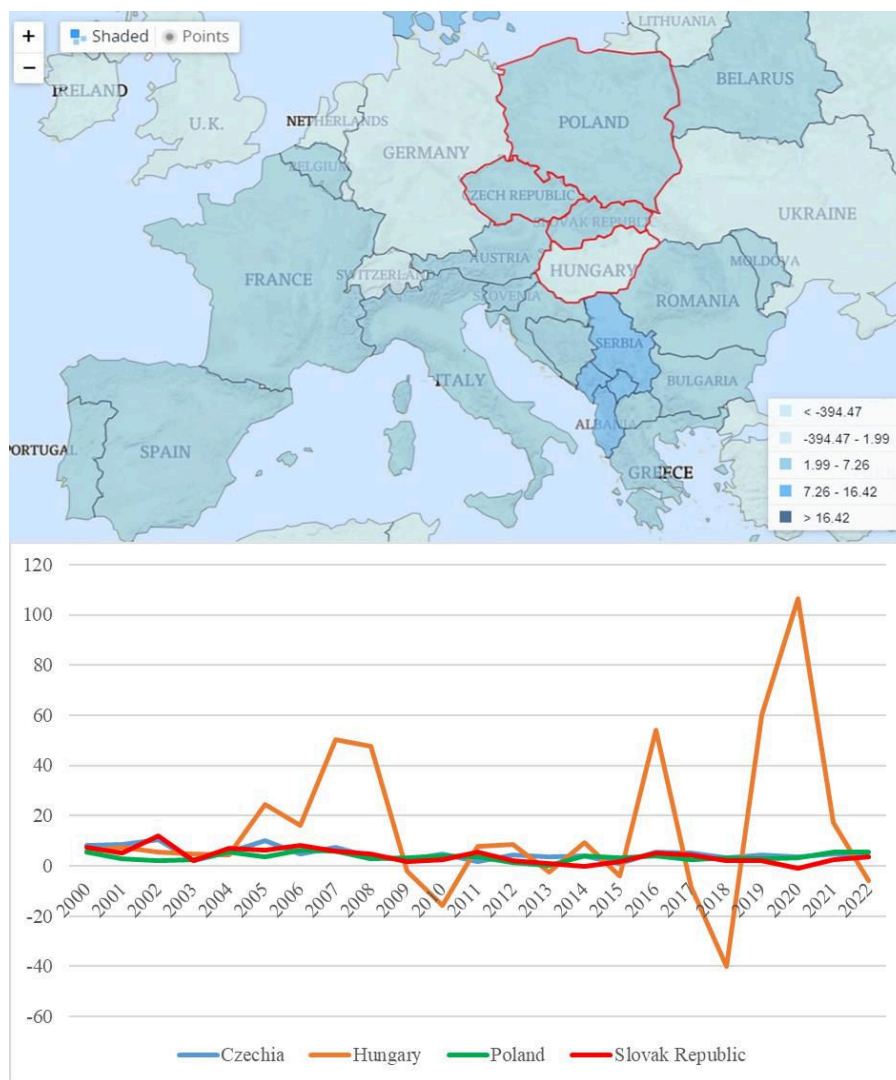 +
Shaded Points
−
LITHUANIA
IRELAND
U.K.
NETHERLANDS
BELARUS
POLAND
GERMANY
BELGIUM
CZECH REPUBLIC
SLOVAK REPUBLIC
UKRAINE
AUSTRIA
HUNGARY
MOLDOVA
FRANCE
SWITZERLAND
SLOVENIA
ROMANIA
SERBIA
ITALY
BULGARIA
PORTUGAL
SPAIN
ALBANIA
GREECE
< -394.47
-394.47 - 1.99
1.99 - 7.26
7.26 - 16.42
> 16.42
120
100
80
60
40
20
0
-20
-40
-60
2000 2001 2002 2003 2004 2005 2006 2007 2008 2009 2010 2011 2012 2013 2014 2015 2016 2017 2018 2019 2020 2021 2022
Czechia Hungary Poland Slovak Republic